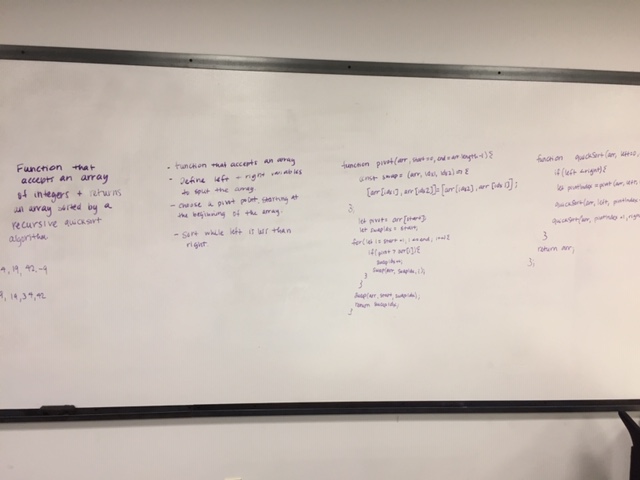 Function that
accepts an array
of integers + returns
an array sorted by a
recursive quicksort
algorithm
4, 19, 42, -9
9, 14, 34, 42
- Function that accepts an array
- Define left + right variables
to split the array.
- choose a pivot point, starting at
the beginning of the array.
- Sort while left is less than
right
function pivot(arr, start=0, end=arr.length-1) {
const swap = (arr, idx1, idx2) => {
[arr[idx1], arr[idx2]] = [arr[idx2], arr[idx1]];
};
let pivot = arr[start];
let swapIdx = start;
for(let i = start+1; i <= end; i++) {
if(pivot > arr[i]) {
swapIdx++;
swap(arr, swapIdx, i);
}
}
swap(arr, start, swapIdx);
return swapIdx;
}
function quickSort(arr, left=0,
if(left < right) {
let pivotIndex = pivot(arr, left,
quickSort(arr, left, pivotIndex
quickSort(arr, pivotIndex+1, right
}
return arr;
};